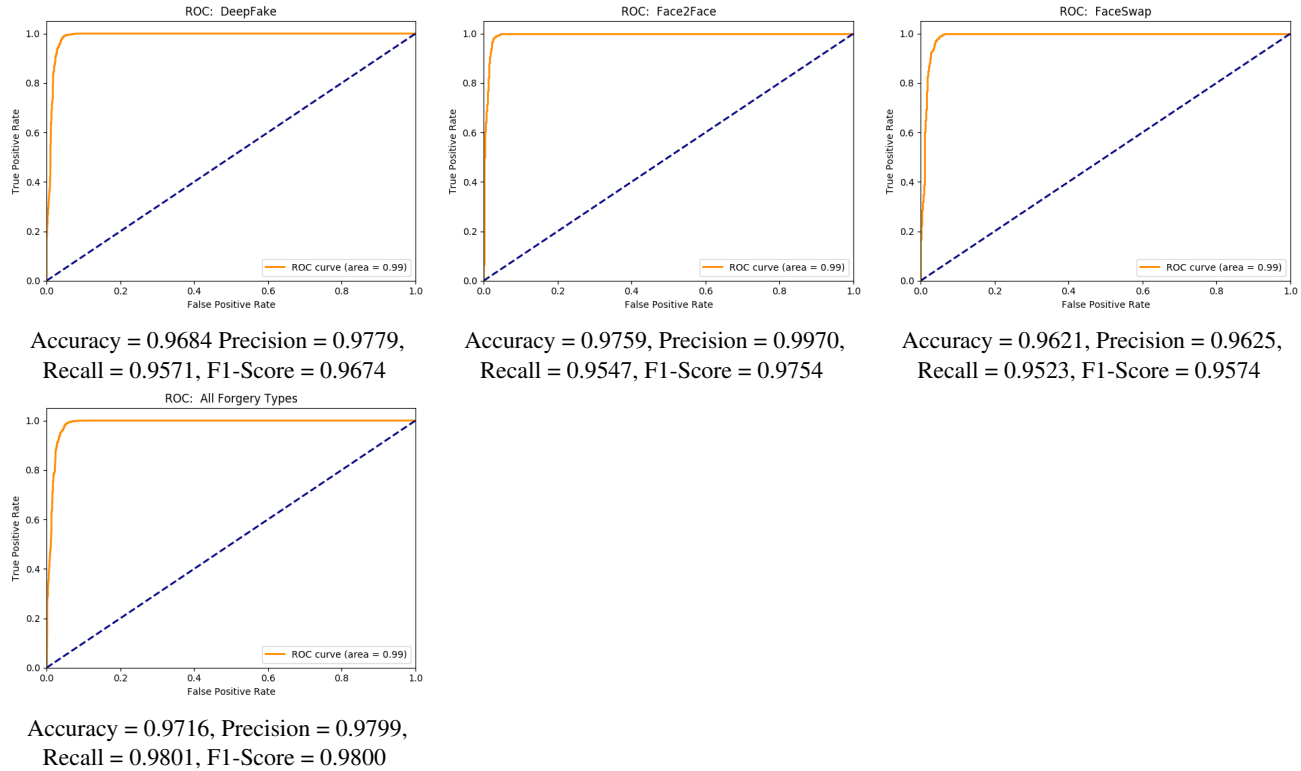 ROC: DeepFake
1.0
0.8
0.6
0.4
0.2
0.0
True Positive Rate
ROC curve (area = 0.99)
0.0 0.2 0.4 0.6 0.8 1.0
False Positive Rate
Accuracy = 0.9684 Precision = 0.9779,
Recall = 0.9571, F1-Score = 0.9674
ROC: Face2Face
1.0
0.8
0.6
0.4
0.2
0.0
True Positive Rate
ROC curve (area = 0.99)
0.0 0.2 0.4 0.6 0.8 1.0
False Positive Rate
Accuracy = 0.9759, Precision = 0.9970,
Recall = 0.9547, F1-Score = 0.9754
ROC: FaceSwap
1.0
0.8
0.6
0.4
0.2
0.0
True Positive Rate
ROC curve (area = 0.99)
0.0 0.2 0.4 0.6 0.8 1.0
False Positive Rate
Accuracy = 0.9621, Precision = 0.9625,
Recall = 0.9523, F1-Score = 0.9574
ROC: All Forgery Types
1.0
0.8
0.6
0.4
0.2
0.0
True Positive Rate
ROC curve (area = 0.99)
0.0 0.2 0.4 0.6 0.8 1.0
False Positive Rate
Accuracy = 0.9716, Precision = 0.9799,
Recall = 0.9801, F1-Score = 0.9800